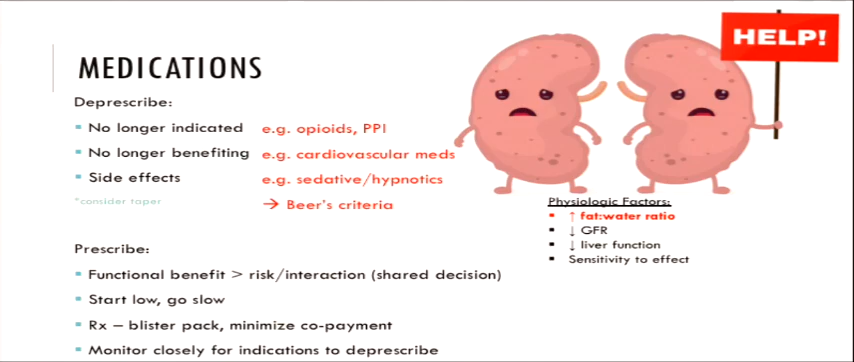 HELP!
MEDICATIONS
Deprescribe:
▪ No longer indicated e.g. opioids, PPI
▪ No longer benefiting e.g. cardiovascular meds
▪ Side effects e.g. sedative/hypnotics
*consider taper → Beer's criteria
Physiologic Factors:
▪ ↑ fat:water ratio
▪ ↓ GFR
▪ ↓ liver function
▪ Sensitivity to effect
Prescribe:
▪ Functional benefit > risk/interaction (shared decision)
▪ Start low, go slow
▪ Rx – blister pack, minimize co-payment
▪ Monitor closely for indications to deprescribe